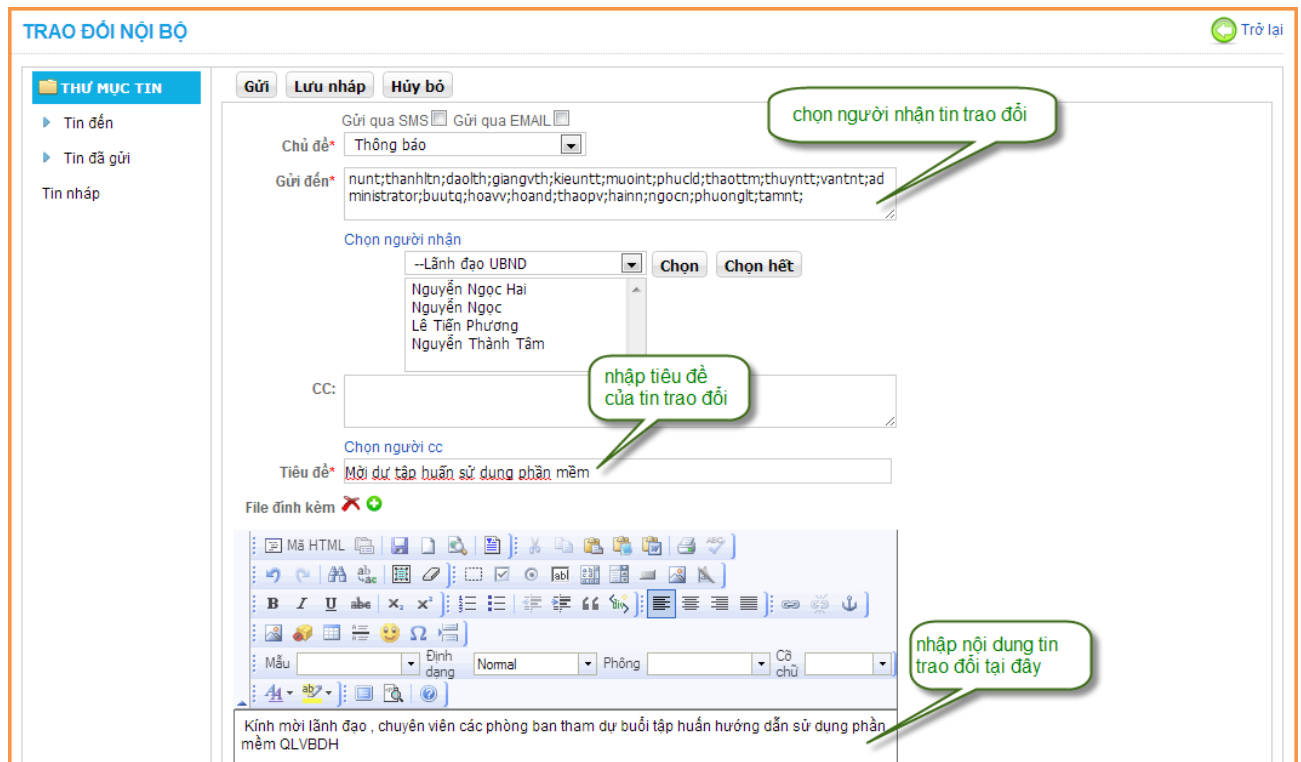 TRAO ĐỔI NỘI BỘ
Trở lại
THƯ MỤC TIN
Tin đến
Tin đã gửi
Tin nháp
Gửi Lưu nháp Hủy bỏ
Gửi qua SMS Gửi qua EMAIL
Chủ đề* Thông báo
chọn người nhận tin trao đổi
Gửi đến* nunt;thanhltn;daolth;giangvth;kieuntt;muoint;phucld;thaottm;thuyntt;vantnt;ad
ministrator;buutq;hoavv;hoand;thaopv;hainn;ngocn;phuonglt;tamnt;
Chọn người nhận
--Lãnh đạo UBND Chọn Chọn hết
Nguyễn Ngọc Hai
Nguyễn Ngọc
Lê Tiến Phương
Nguyễn Thành Tâm
nhập tiêu đề
của tin trao đổi
CC:
Chọn người cc
Tiêu đề* Mời dự tập huấn sử dụng phần mềm
File đính kèm
Mã HTML
Mẫu Định dạng Normal Phông Cỡ chữ
nhập nội dung tin
trao đổi tại đây
Kính mời lãnh đạo , chuyên viên các phòng ban tham dự buổi tập huấn hướng dẫn sử dụng phần
mềm QLVBDH